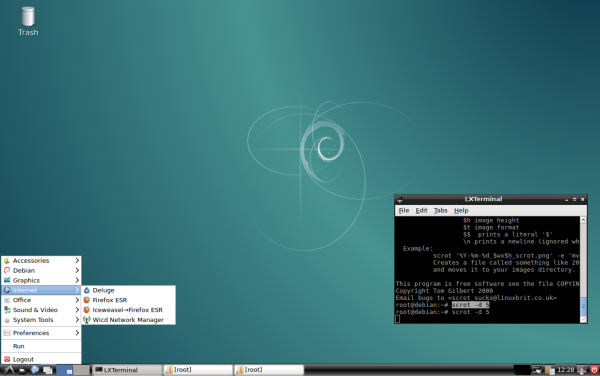 Trash
LXTerminal
File Edit Tabs Help
$h image height
$t image format
$$ prints a literal '$'
\n prints a newline (ignored wh
Example:
scrot '%Y-%m-%d_$wx$h_scrot.png' -e 'mv
Creates a file called something like 20
and moves it to your images directory.
This program is free software see the file COPYIN
Copyright Tom Gilbert 2000
Email bugs to <scrot_sucks@linuxbrit.co.uk>
root@debian:~# scrot -d 5
root@debian:~# scrot -d 5
Accessories
Debian
Graphics
Internet
Office
Sound & Video
System Tools
Preferences
Run
Logout
Deluge
Firefox ESR
Iceweasel→Firefox ESR
Wicd Network Manager
LXTerminal
[root]
[root]
12:28